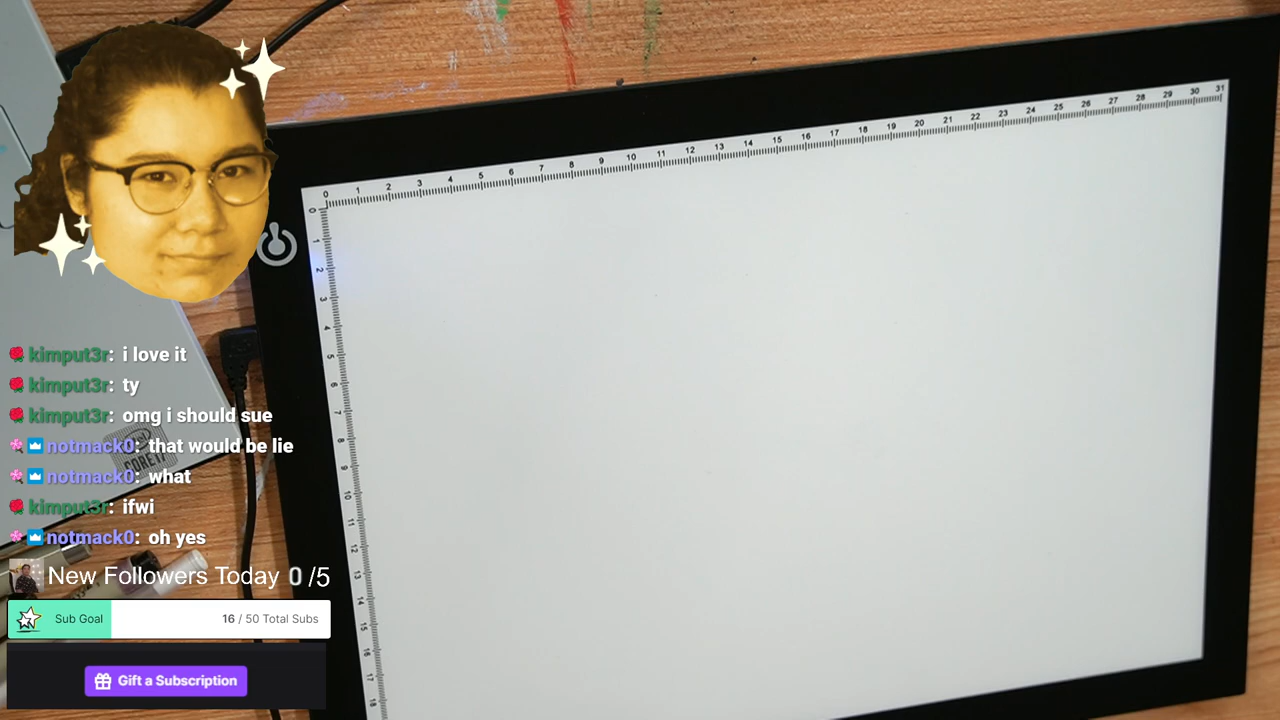 0 1 2 3 4 5 6 7 8 9 10 11 12 13 14 15 16 17 18 19 20 21 22 23 24 25 26 27 28 29 30 31
0
1
2
3
4
5
6
7
8
9
10
11
12
13
14
15
16
17
18
kimput3r: i love it
kimput3r: ty
kimput3r: omg i should sue
notmack0: that would be lie
notmack0: what
kimput3r: ifwi
notmack0: oh yes
CORE
New Followers Today 0 /5
Sub Goal 16 / 50 Total Subs
Gift a Subscription